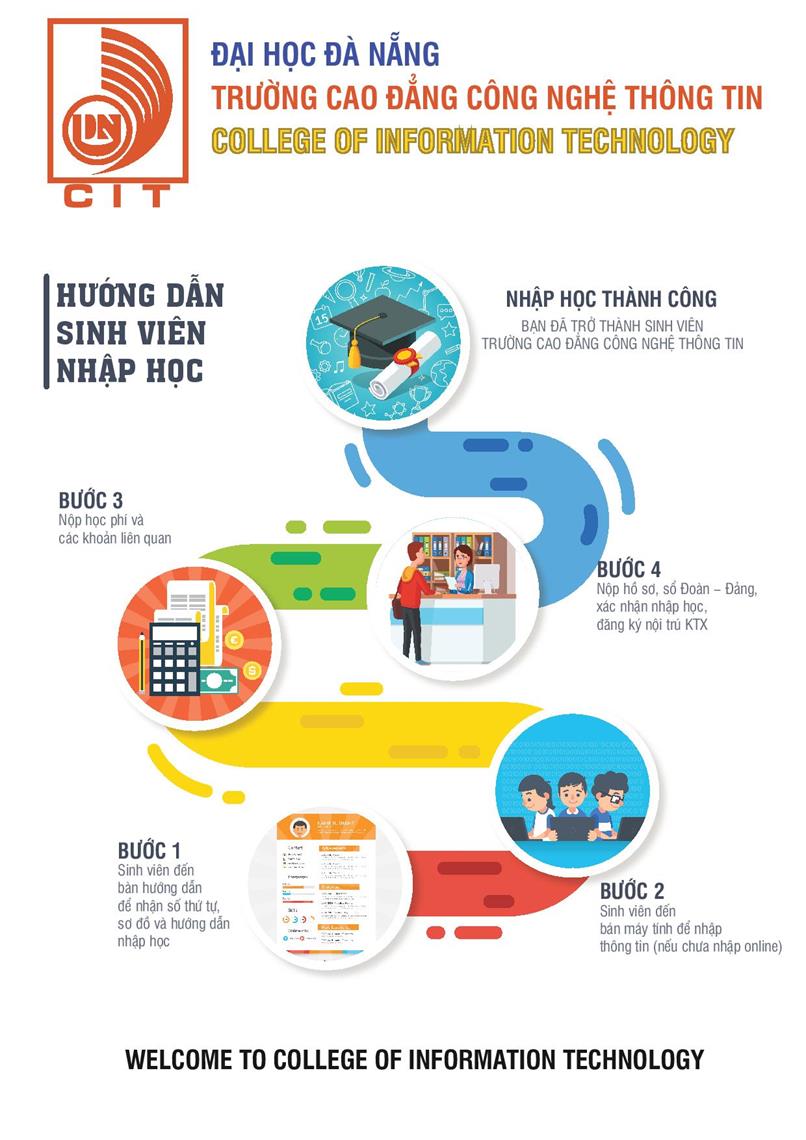 ĐẠI HỌC ĐÀ NẴNG
TRƯỜNG CAO ĐẲNG CÔNG NGHỆ THÔNG TIN
COLLEGE OF INFORMATION TECHNOLOGY
CIT
HƯỚNG DẪN
SINH VIÊN
NHẬP HỌC
NHẬP HỌC THÀNH CÔNG
BẠN ĐÃ TRỞ THÀNH SINH VIÊN
TRƯỜNG CAO ĐẲNG CÔNG NGHỆ THÔNG TIN
15
BƯỚC 3
Nộp học phí và
các khoản liên quan
BƯỚC 4
Nộp hồ sơ, sổ Đoàn – Đảng,
xác nhận nhập học,
đăng ký nội trú KTX
€
$
BƯỚC 1
Sinh viên đến
bàn hướng dẫn
để nhận số thứ tự,
sơ đồ và hướng dẫn
nhập học
BƯỚC 2
Sinh viên đến
bán máy tính để nhập
thông tin (nếu chưa nhập online)
WELCOME TO COLLEGE OF INFORMATION TECHNOLOGY